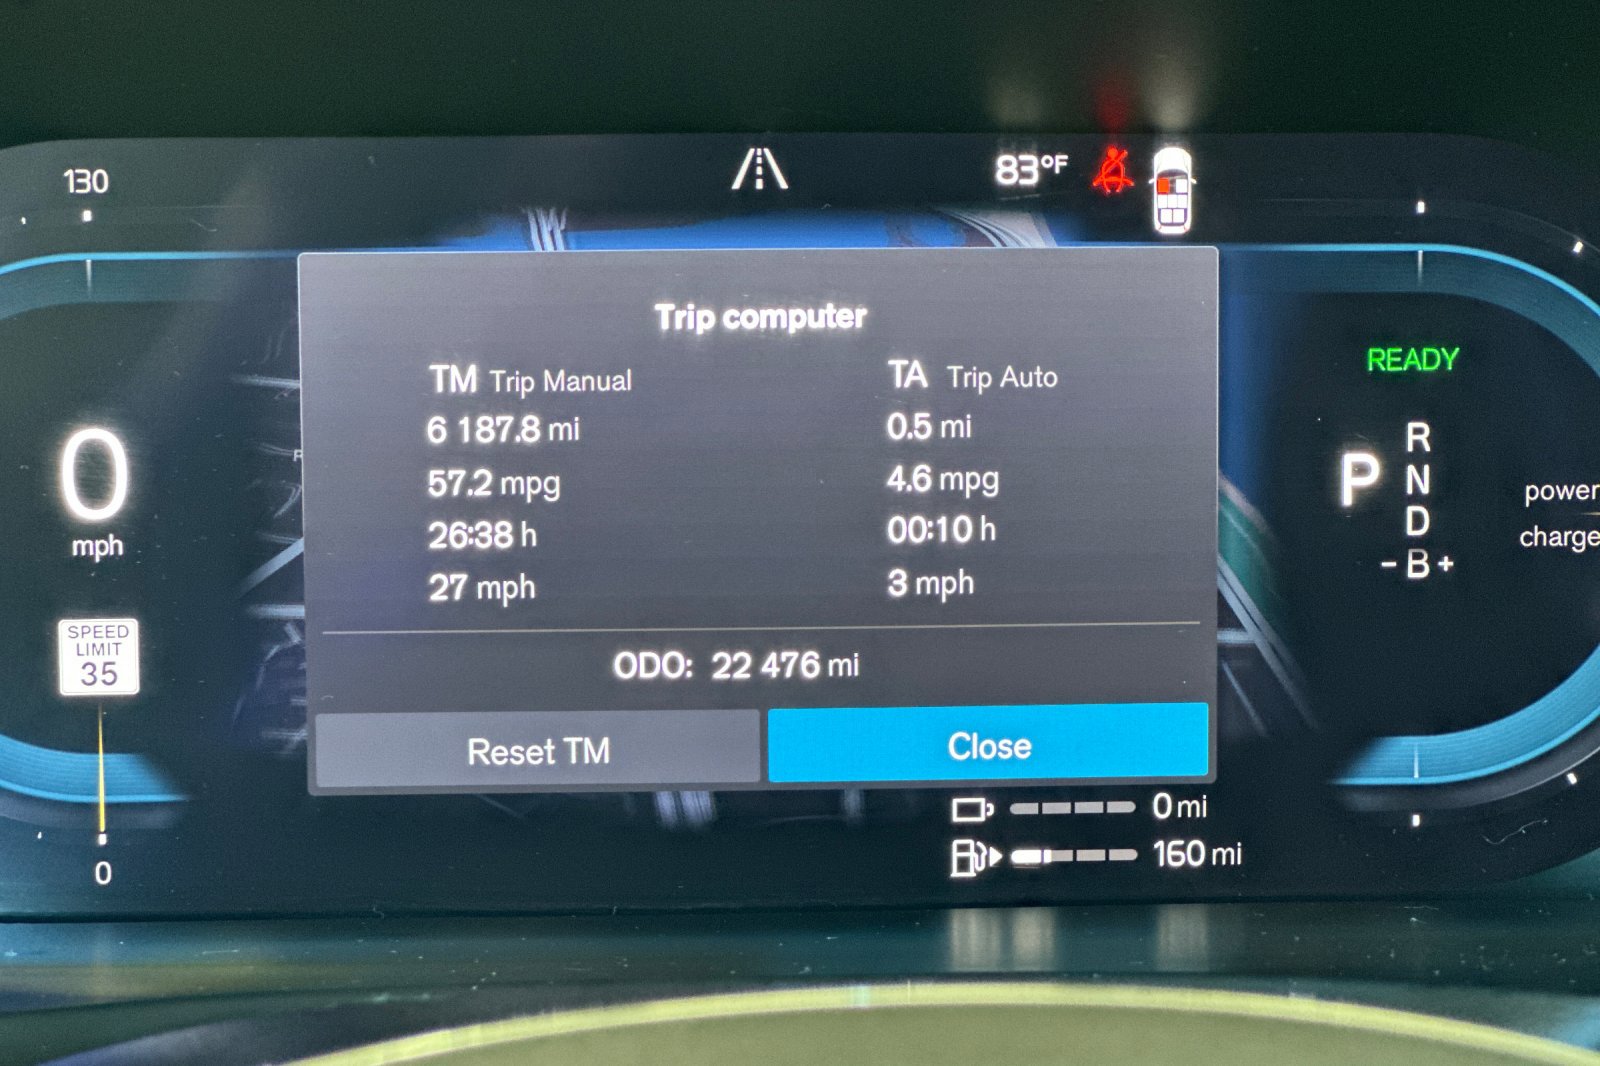 130
83°F
Trip computer
TM Trip Manual
6 187.8 mi
57.2 mpg
26:38 h
27 mph
TA Trip Auto
0.5 mi
4.6 mpg
00:10 h
3 mph
ODO: 22 476 mi
Reset TM
Close
0
mph
SPEED
LIMIT
35
0
READY
P
R
N
D
- B +
power
charge
0 mi
160 mi